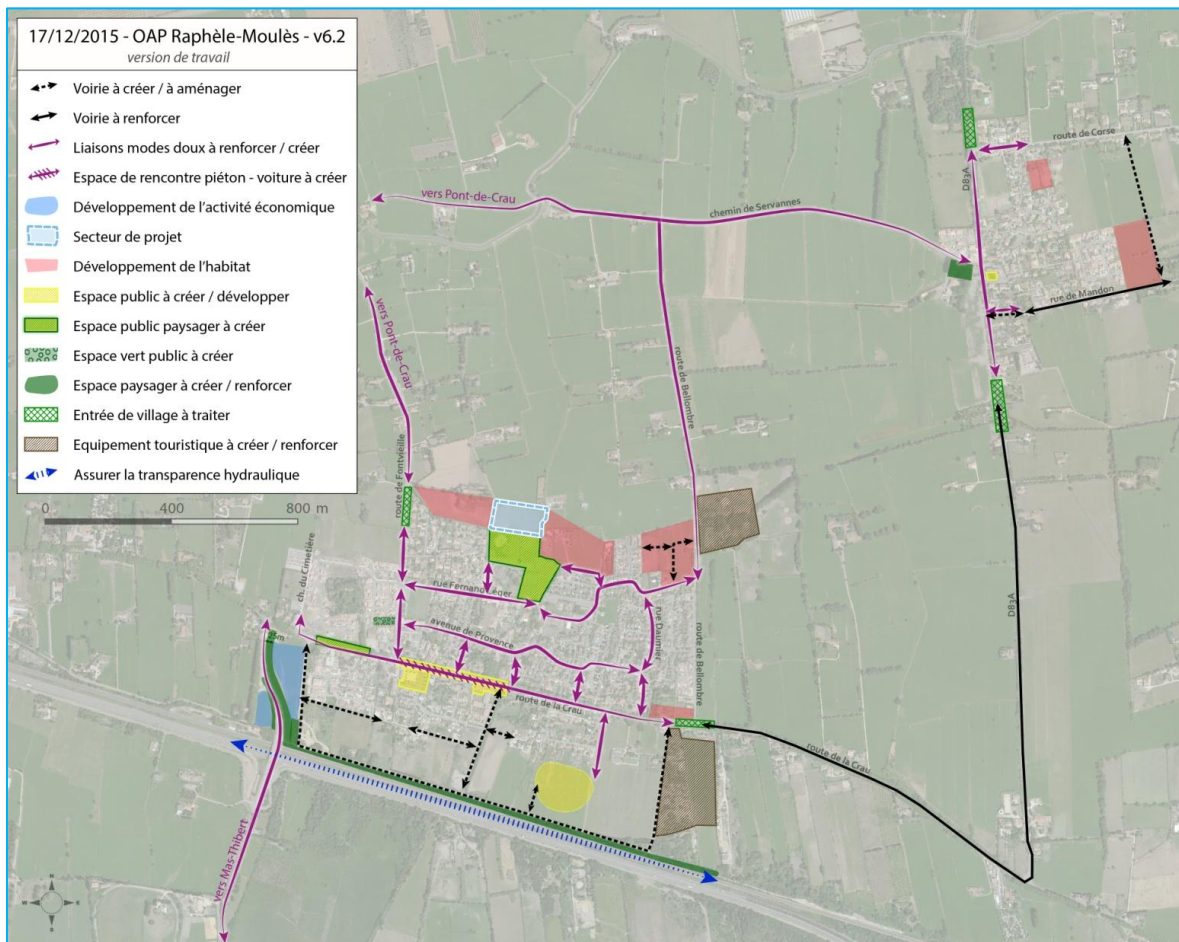 17/12/2015 - OAP Raphèle-Moulès - v6.2
version de travail
Voirie à créer / à aménager
Voirie à renforcer
Liaisons modes doux à renforcer / créer
Espace de rencontre piéton - voiture à créer
Développement de l'activité économique
Secteur de projet
Développement de l'habitat
Espace public à créer / développer
Espace public paysager à créer
Espace vert public à créer
Espace paysager à créer / renforcer
Entrée de village à traiter
Equipement touristique à créer / renforcer
Assurer la transparence hydraulique
0 400 800 m
vers Pont-de-Crau
chemin de Servannes
route de Corse
D83A
rue de Mandon
vers Pont-de-Crau
route de Bellombre
route de Fontvieille
ch. du Cimetière
rue Fernand Léger
avenue de Provence
rue Daumier
route de Bellombre
D83A
25m
route de la Crau
route de la Crau
vers Mas-Thibert
N
W E
S